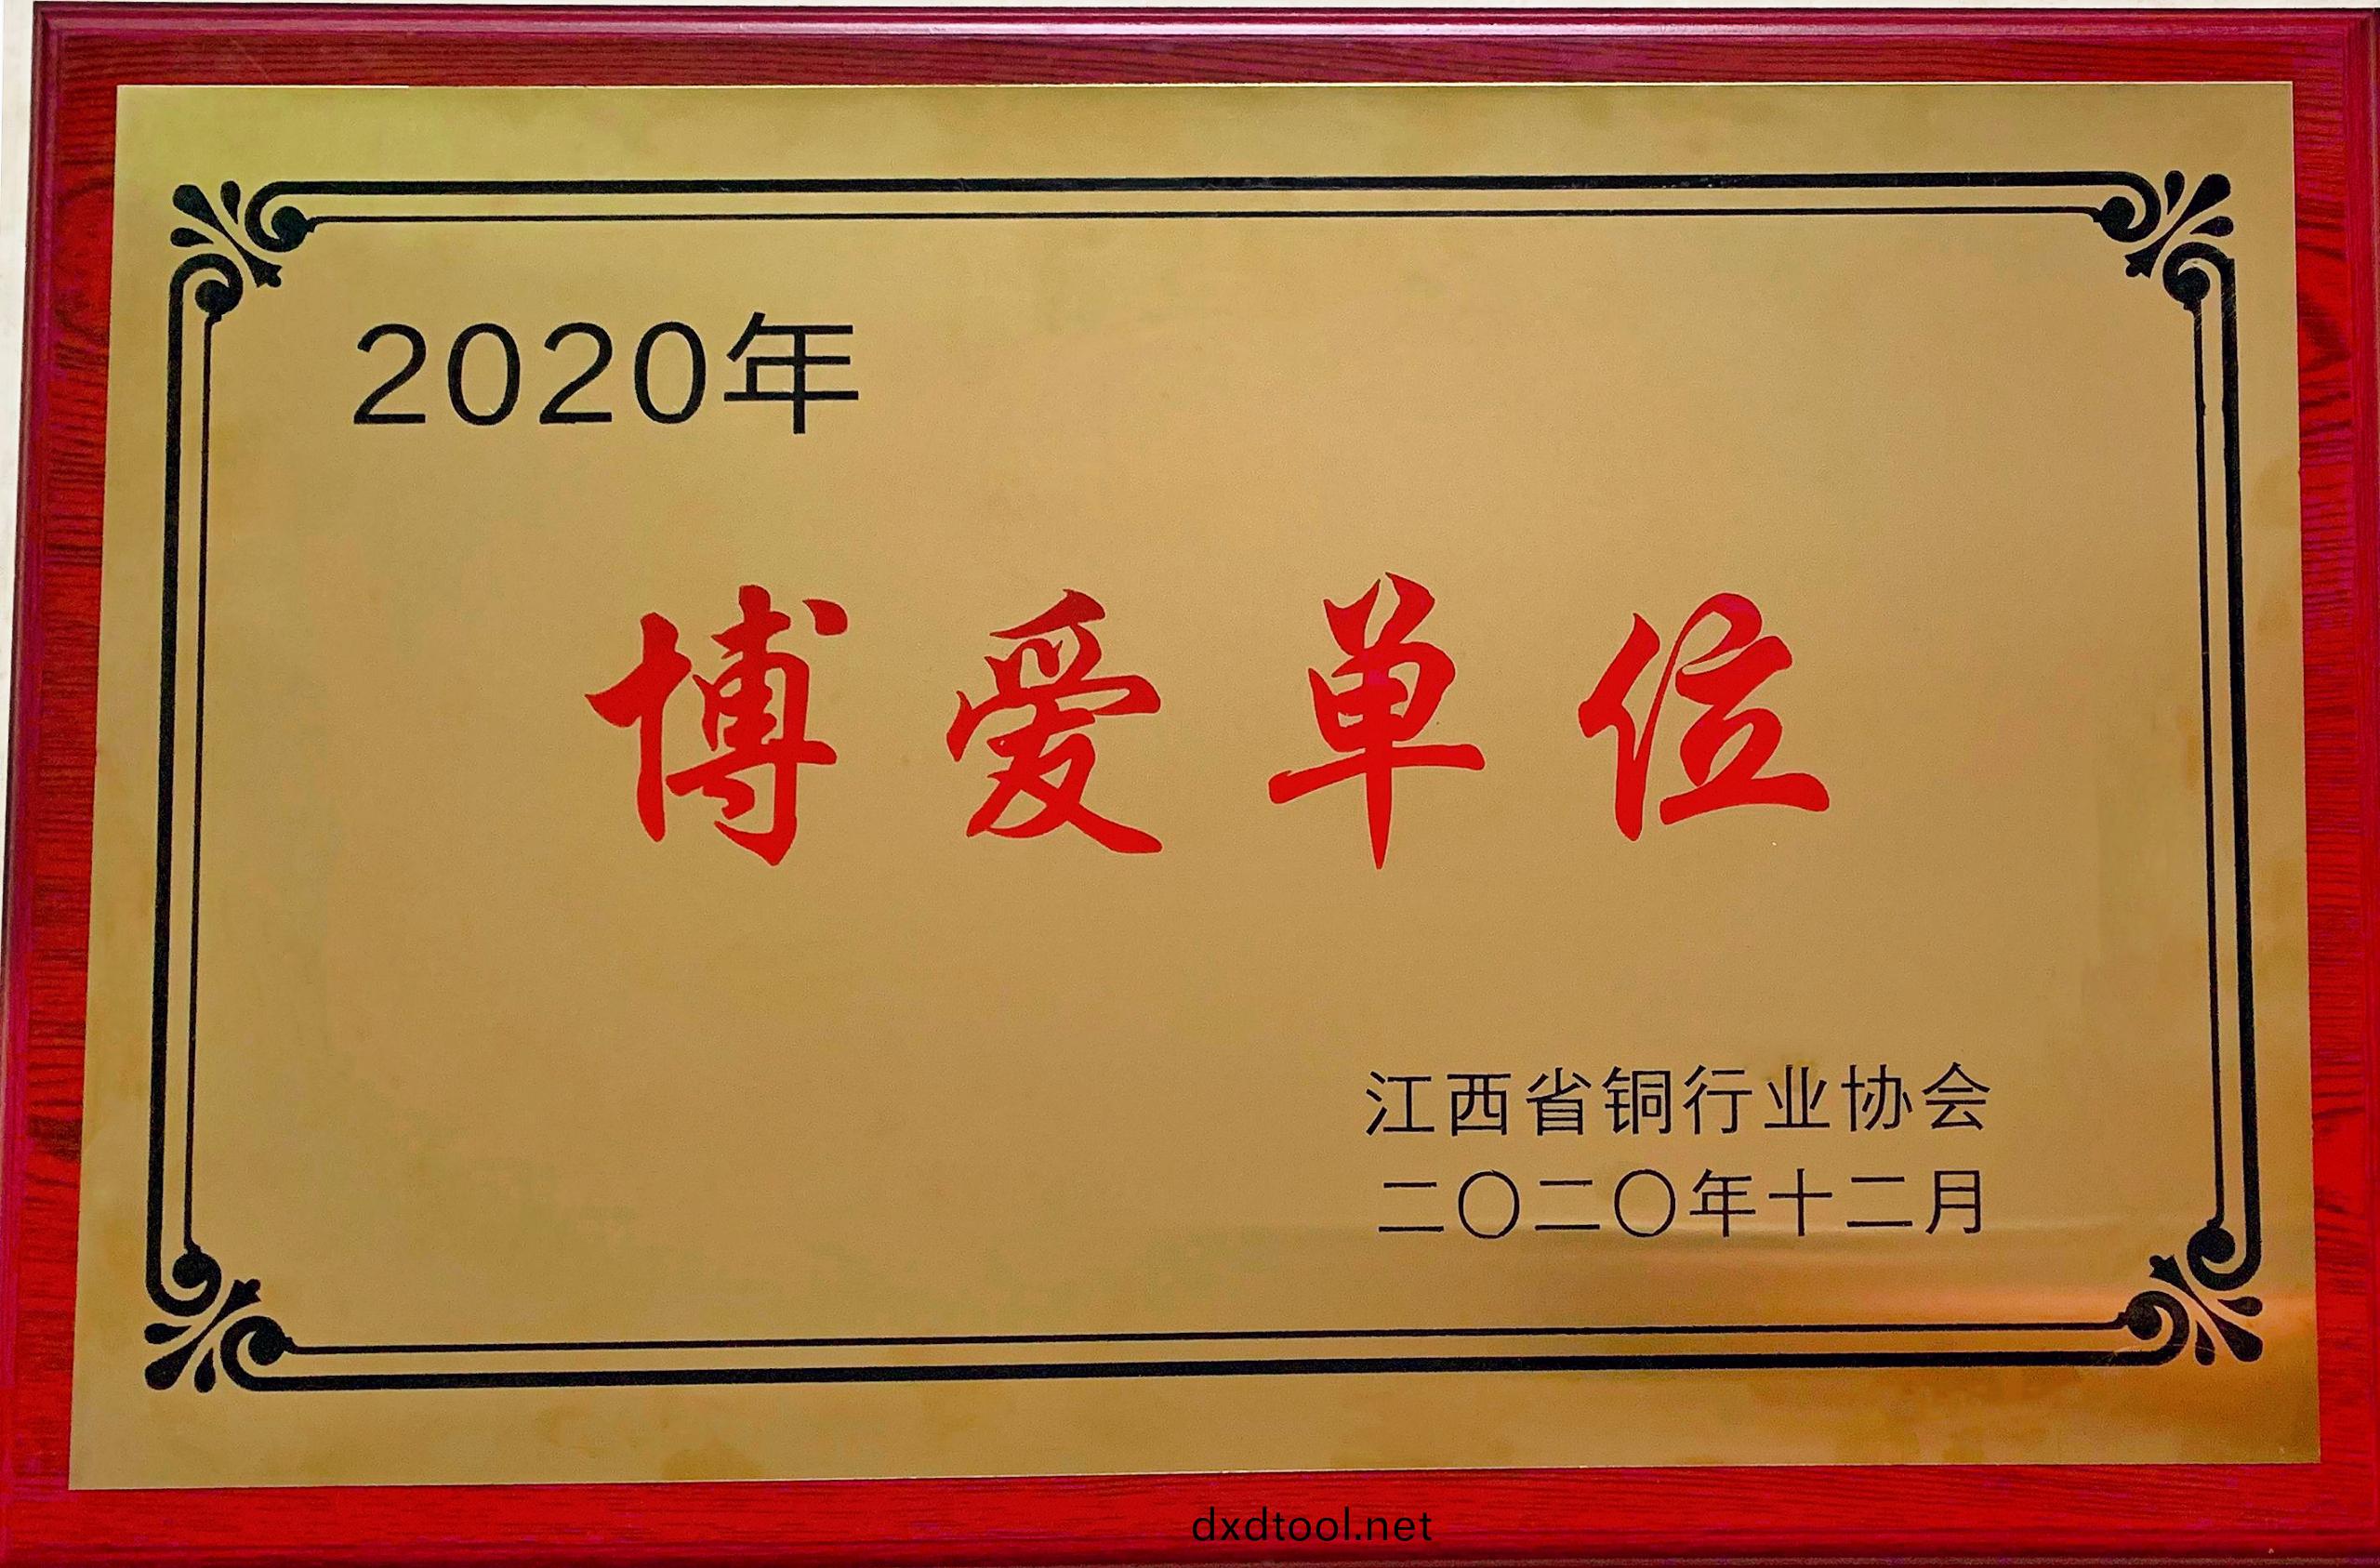 2020年
博爱单位
江西省铜行业协会
二〇二〇年十二月
dxdtool.net